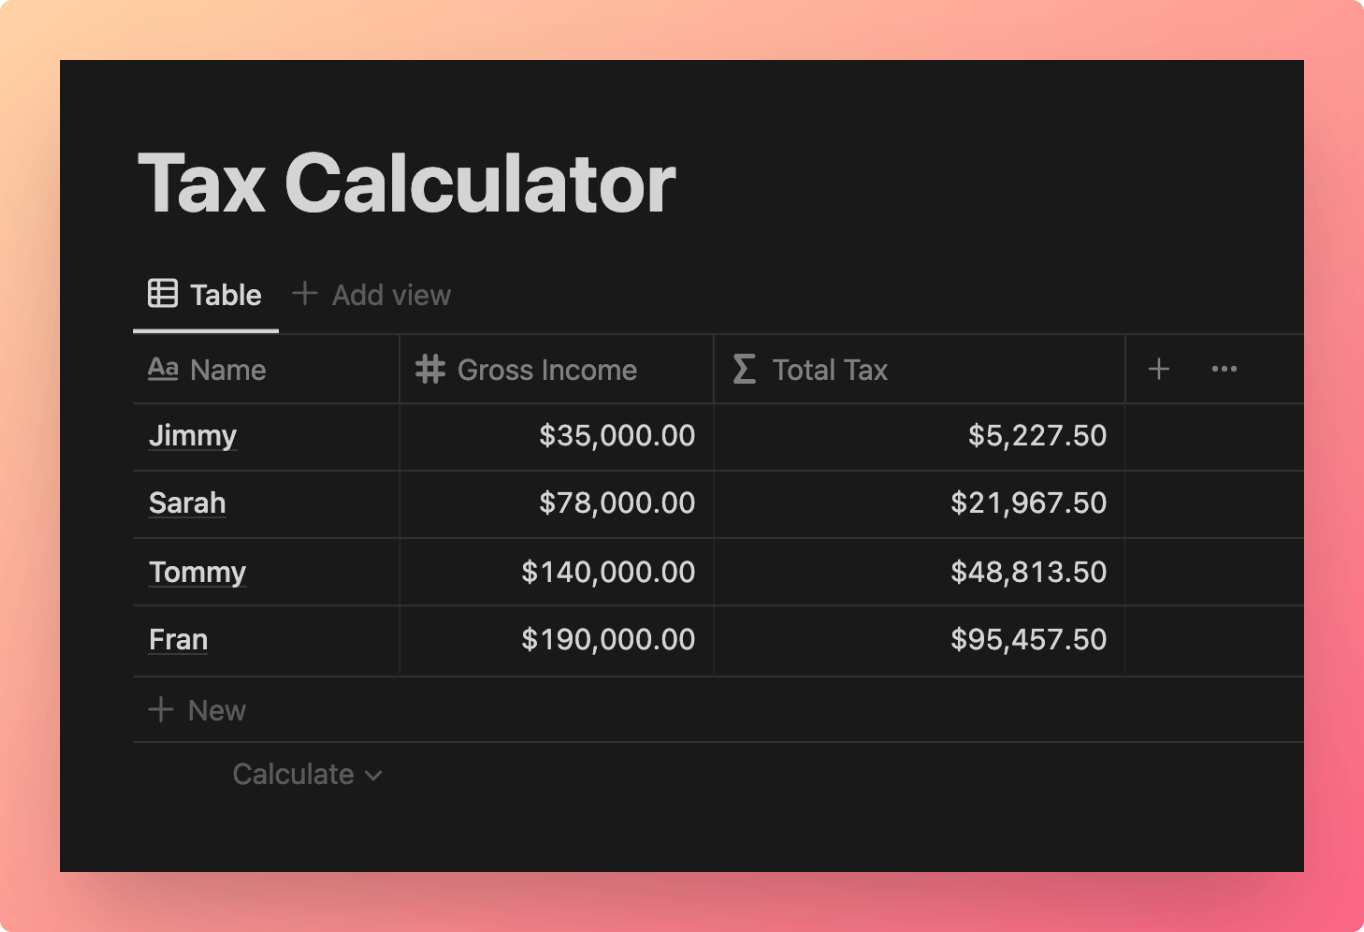 Tax Calculator
Table + Add view
Aa Name # Gross Income Σ Total Tax + •••
Jimmy $35,000.00 $5,227.50
Sarah $78,000.00 $21,967.50
Tommy $140,000.00 $48,813.50
Fran $190,000.00 $95,457.50
+ New
Calculate